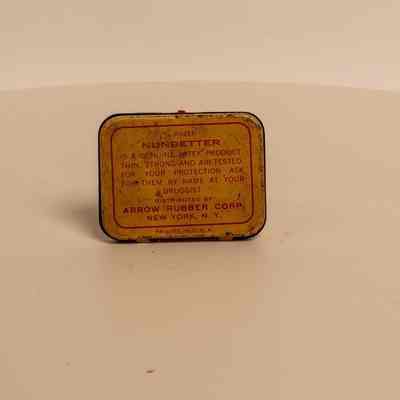 NUNBETTER
IS A GENUINE LATEX PRODUCT
THIN, STRONG AND ARE TESTED
FOR YOUR PROTECTION ASK
FOR THEM BY NAME AT YOUR
DRUGGIST
DISTRIBUTED BY
ARROW RUBBER CORP.
NEW YORK, N. Y.